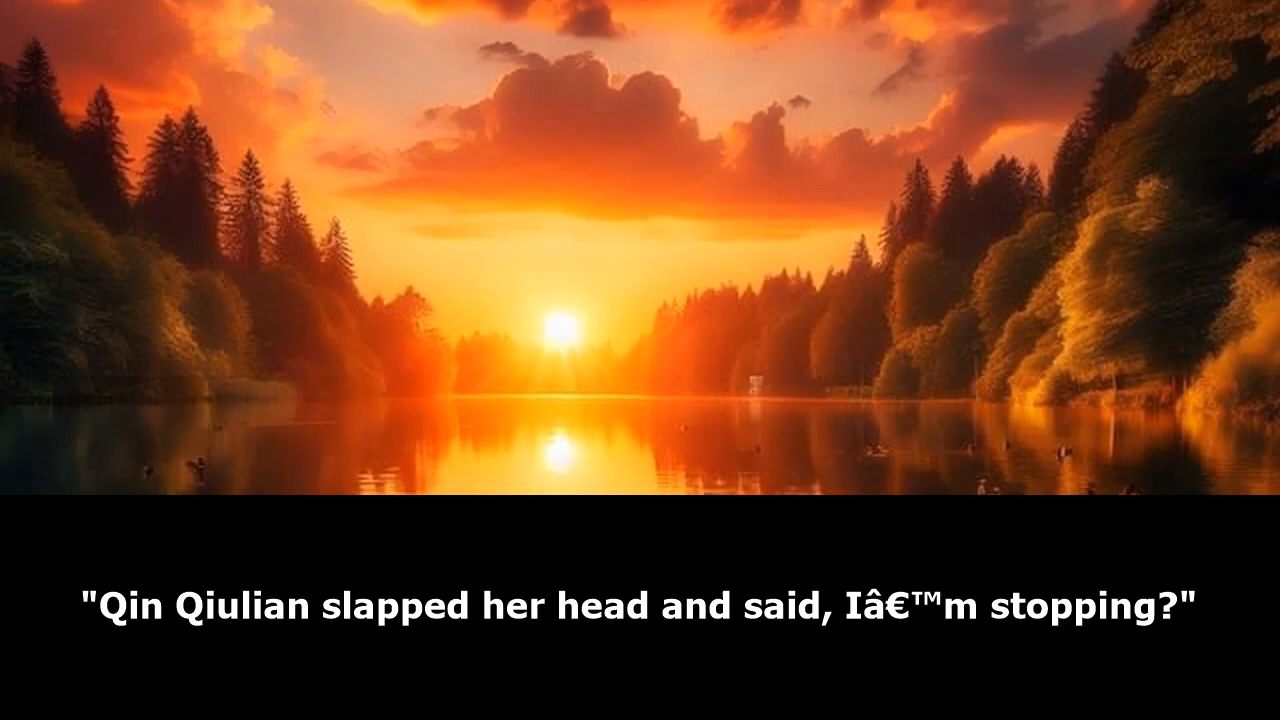 "Qin Qiulian slapped her head and said, Iâ€™m stopping?"